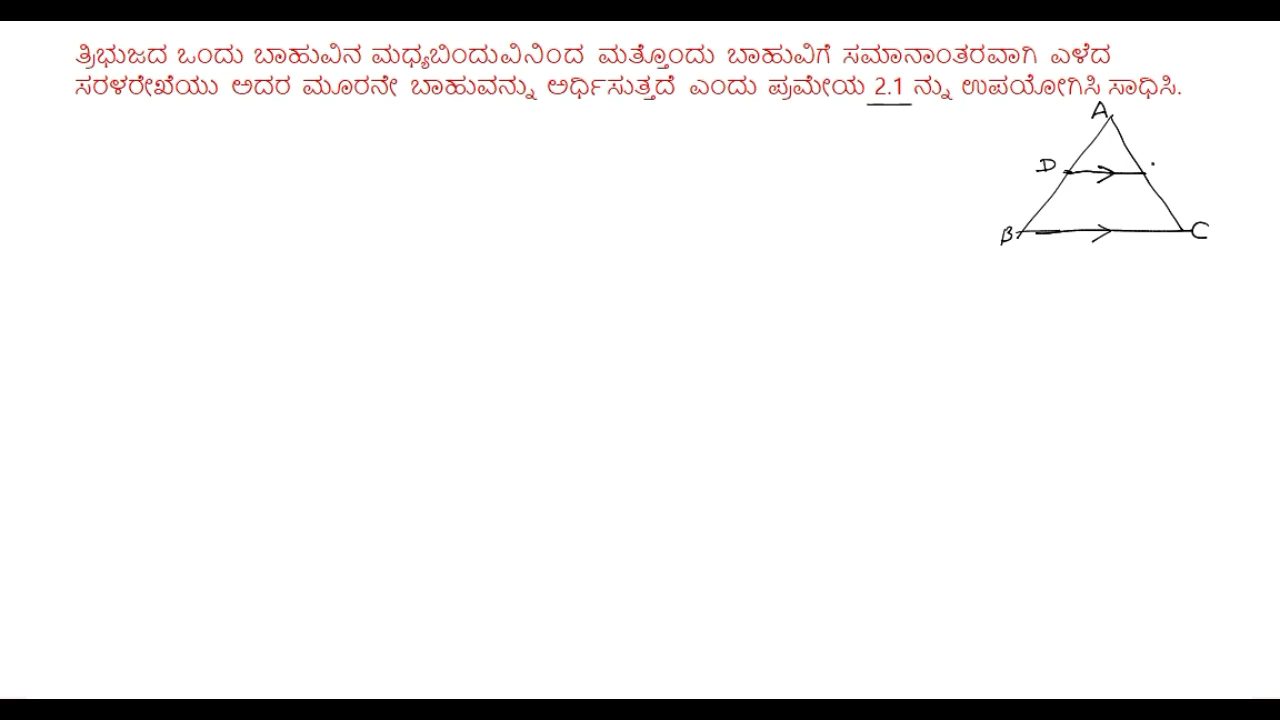 ತ್ರಿಭುಜದ ಒಂದು ಬಾಹುವಿನ ಮಧ್ಯಬಿಂದುವಿನಿಂದ ಮತ್ತೊಂದು ಬಾಹುವಿಗೆ ಸಮಾನಾಂತರವಾಗಿ ಎಳೆದ
ಸರಳರೇಖೆಯು ಅದರ ಮೂರನೇ ಬಾಹುವನ್ನು ಅರ್ಧಿಸುತ್ತದೆ ಎಂದು ಪ್ರಮೇಯ 2.1 ನ್ನು ಉಪಯೋಗಿಸಿ ಸಾಧಿಸಿ.
A
D
B C